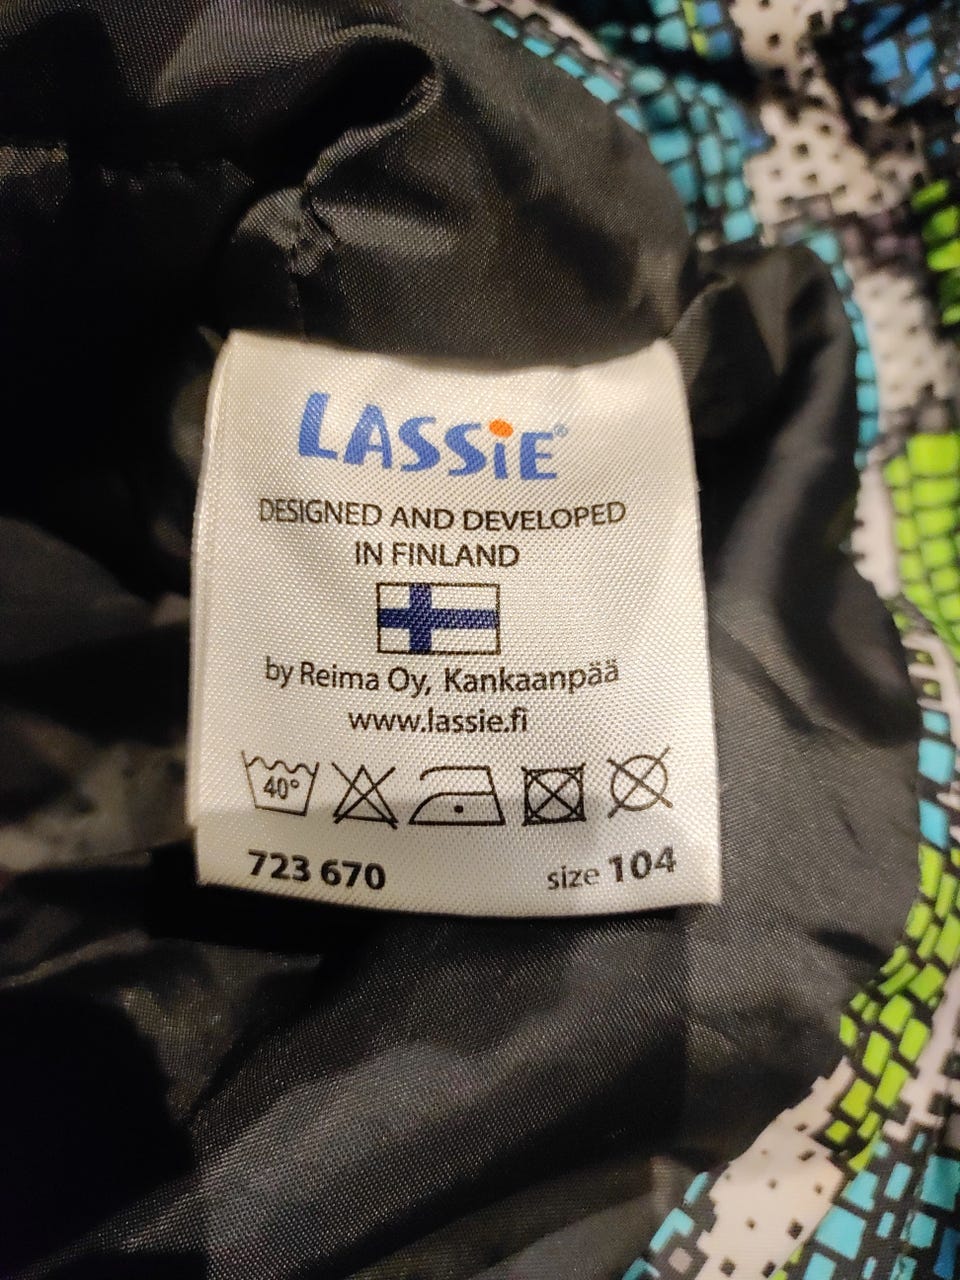 LASSiE®
DESIGNED AND DEVELOPED
IN FINLAND
by Reima Oy, Kankaanpää
www.lassie.fi
40°
723 670 size 104